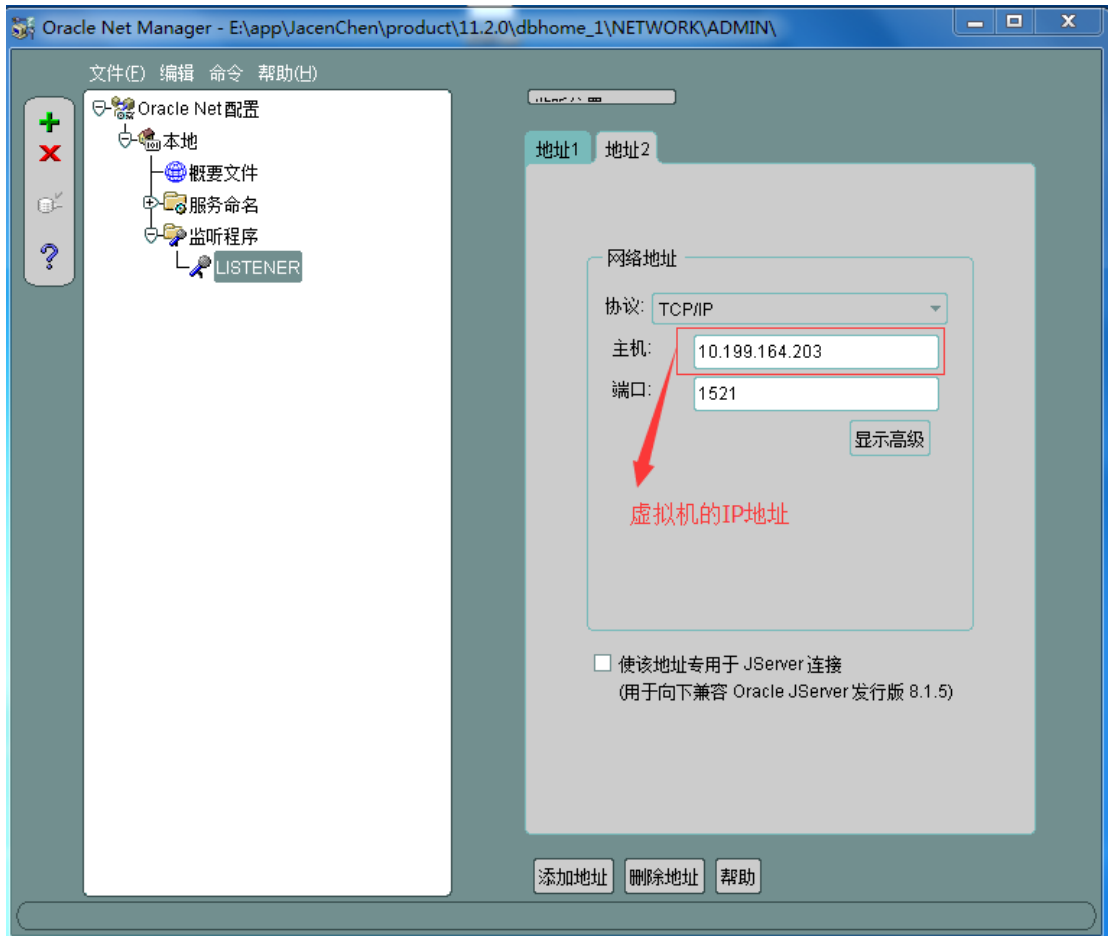 Oracle Net Manager - E:\app\JacenChen\product\11.2.0\dbhome_1\NETWORK\ADMIN\
文件(F) 编辑 命令 帮助(H)
Oracle Net 配置
本地
概要文件
服务命名
监听程序
LISTENER
地址1 地址2
网络地址
协议: TCP/IP
主机: 10.199.164.203
端口: 1521
显示高级
虚拟机的IP地址
使该地址专用于 JServer 连接
(用于向下兼容 Oracle JServer 发行版 8.1.5)
添加地址 删除地址 帮助